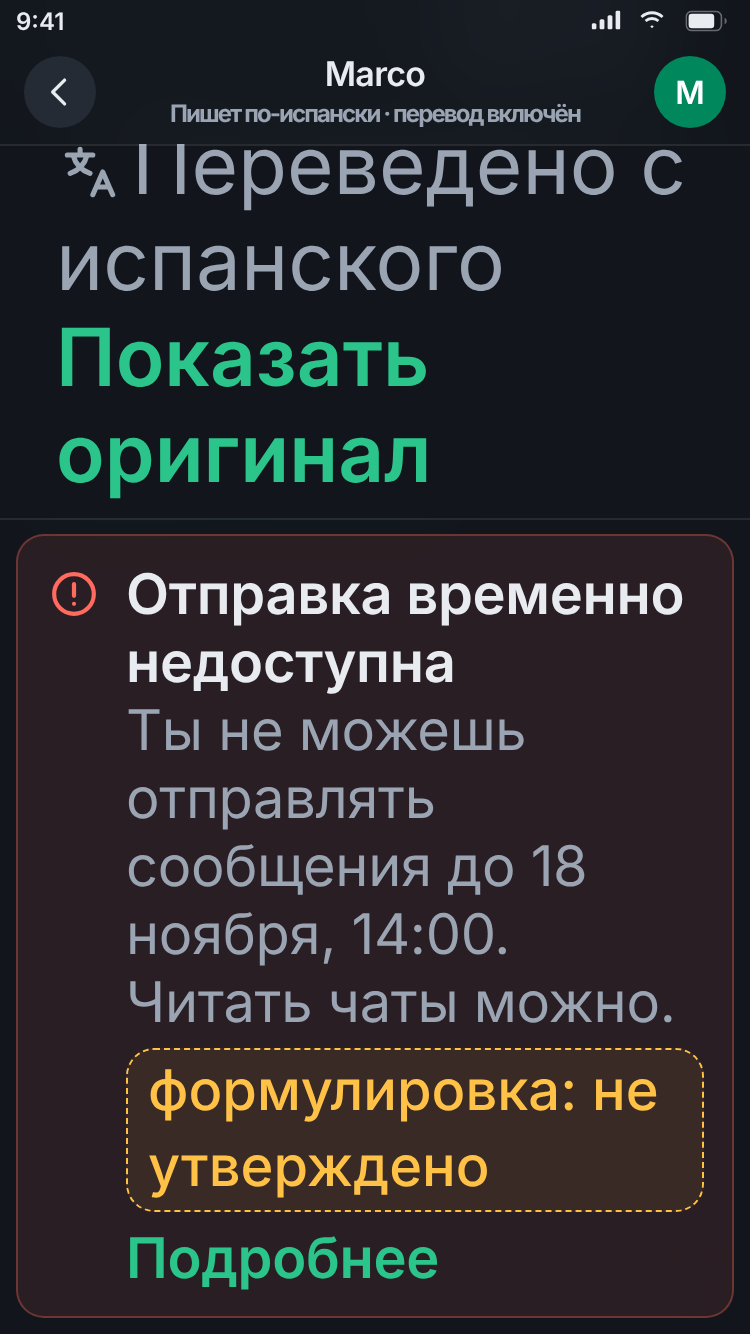 9:41
Marco
Пишет по-испански · перевод включён
M
Переведено с
испанского
Показать
оригинал
Отправка временно
недоступна
Ты не можешь
отправлять
сообщения до 18
ноября, 14:00.
Читать чаты можно.
формулировка: не
утверждено
Подробнее